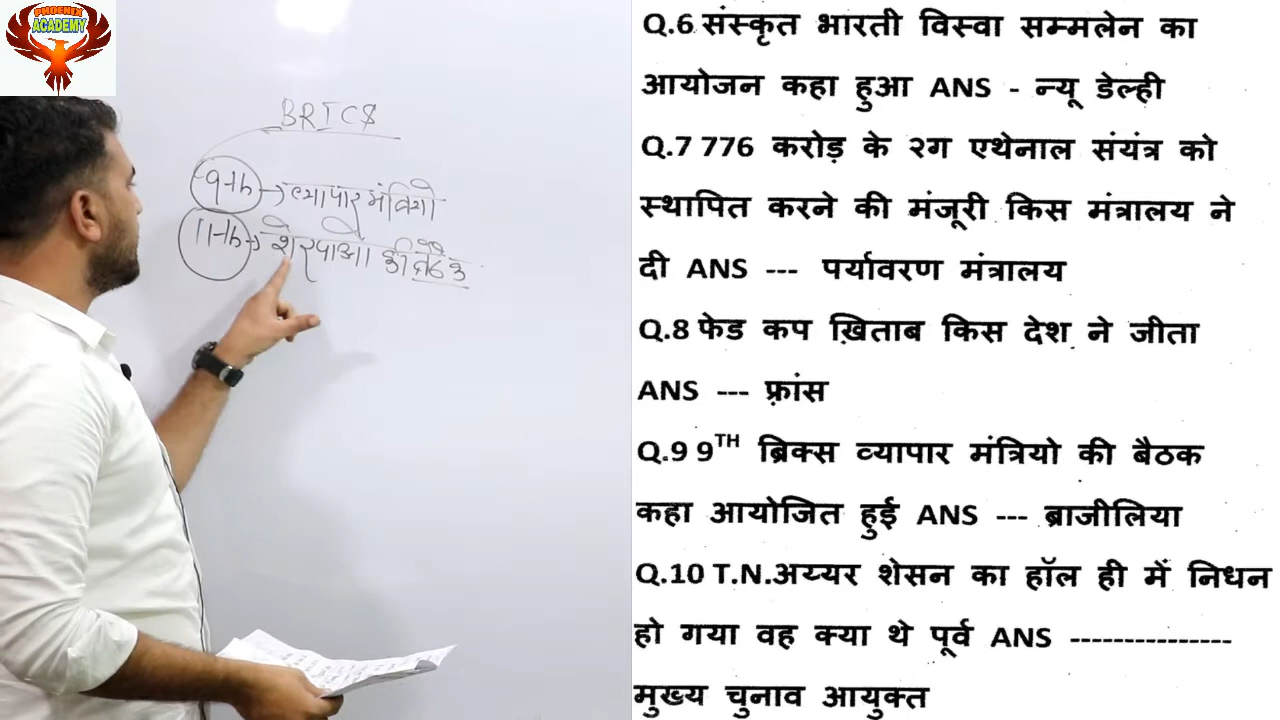 PHOENIX
ACADEMY
BRICS
9th → व्यापार मंत्रियो
11th → शेरपाओ की बैठक
Q.6 संस्कृत भारती विस्वा सम्मलेन का
आयोजन कहा हुआ ANS - न्यू डेल्ही
Q.7 776 करोड़ के २ग एथेनाल संयंत्र को
स्थापित करने की मंजूरी किस मंत्रालय ने
दी ANS --- पर्यावरण मंत्रालय
Q.8 फेड कप ख़िताब किस देश ने जीता
ANS --- फ़्रांस
Q.9 9TH ब्रिक्स व्यापार मंत्रियो की बैठक
कहा आयोजित हुई ANS --- ब्राजीलिया
Q.10 T.N.अय्यर शेसन का हॉल ही में निधन
हो गया वह क्या थे पूर्व ANS ---------------
मुख्य चुनाव आयुक्त